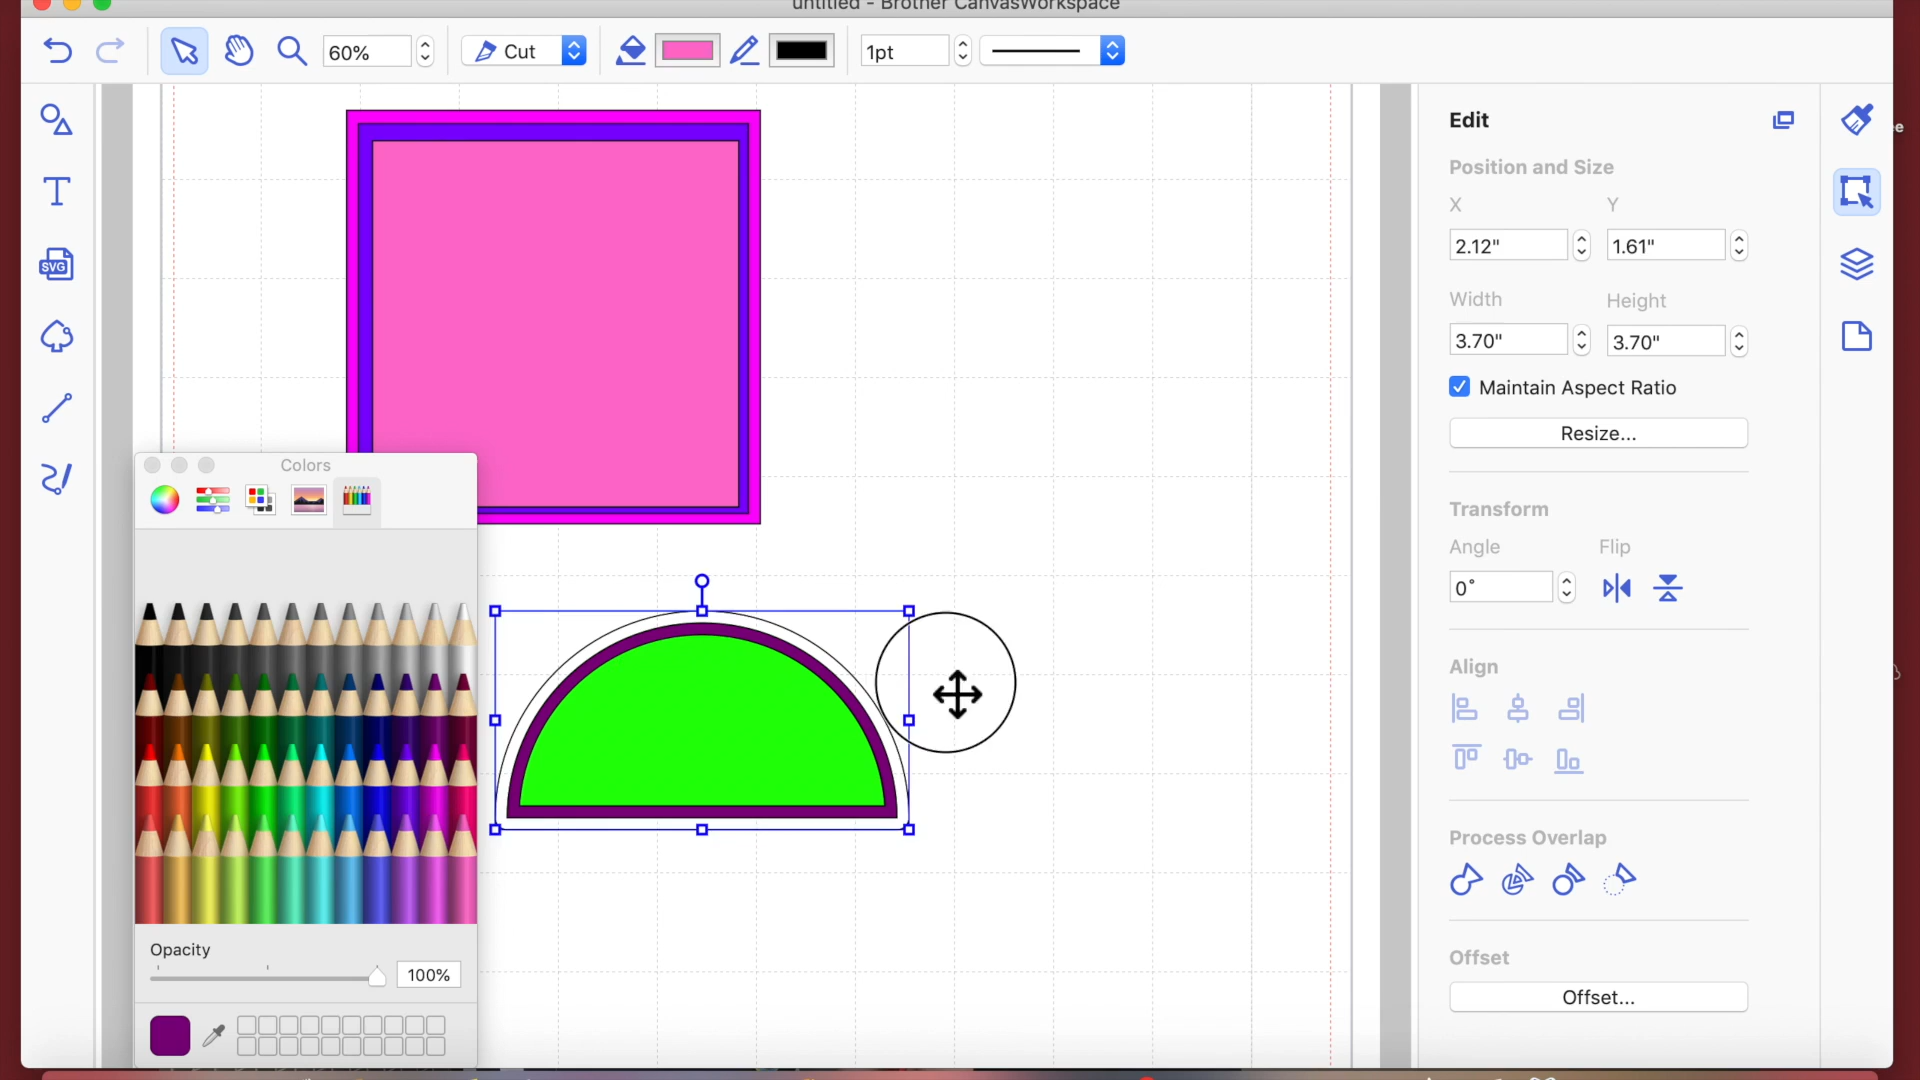 untitled - Brother CanvasWorkspace
60%
Cut
1pt
T
SVG
Edit
Position and Size
X
Y
2.12"
1.61"
Width
Height
3.70"
3.70"
Maintain Aspect Ratio
Resize...
Transform
Angle
Flip
0°
Align
Process Overlap
Offset
Offset...
Colors
Opacity
100%